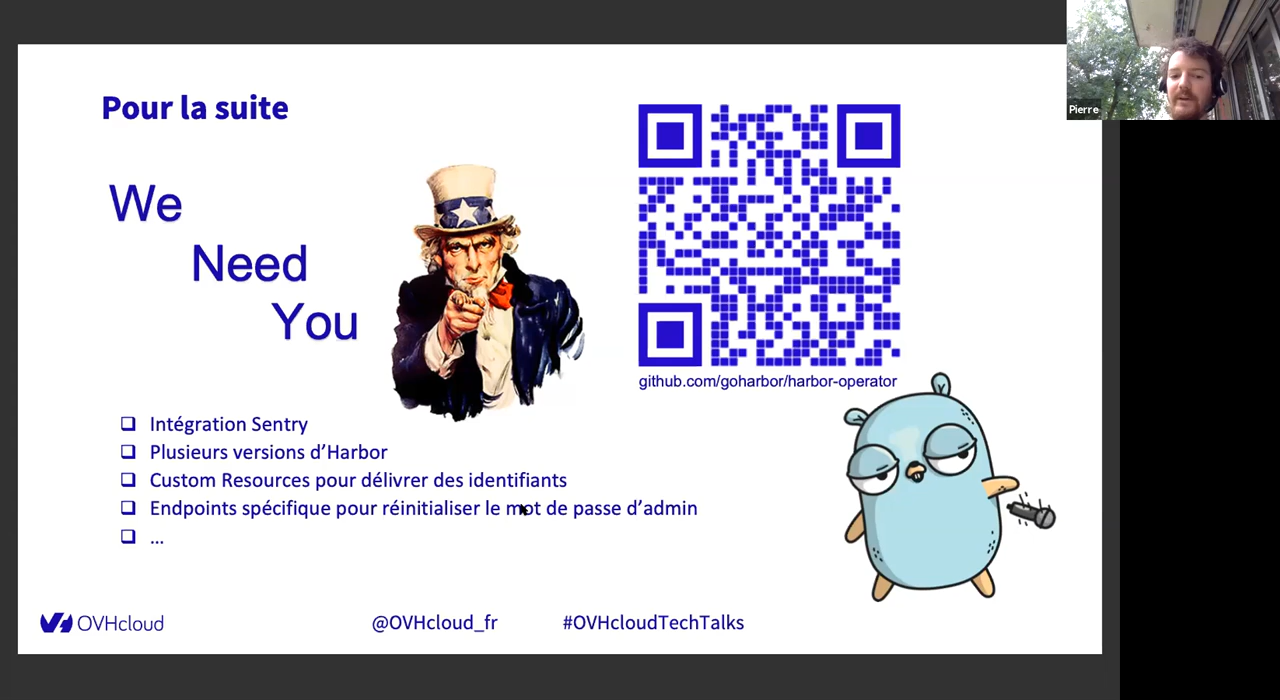 Pierre
Pour la suite
We
Need
You
github.com/goharbor/harbor-operator
Intégration Sentry
Plusieurs versions d’Harbor
Custom Resources pour délivrer des identifiants
Endpoints spécifique pour réinitialiser le mot de passe d’admin
...
OVHcloud
@OVHcloud_fr
#OVHcloudTechTalks